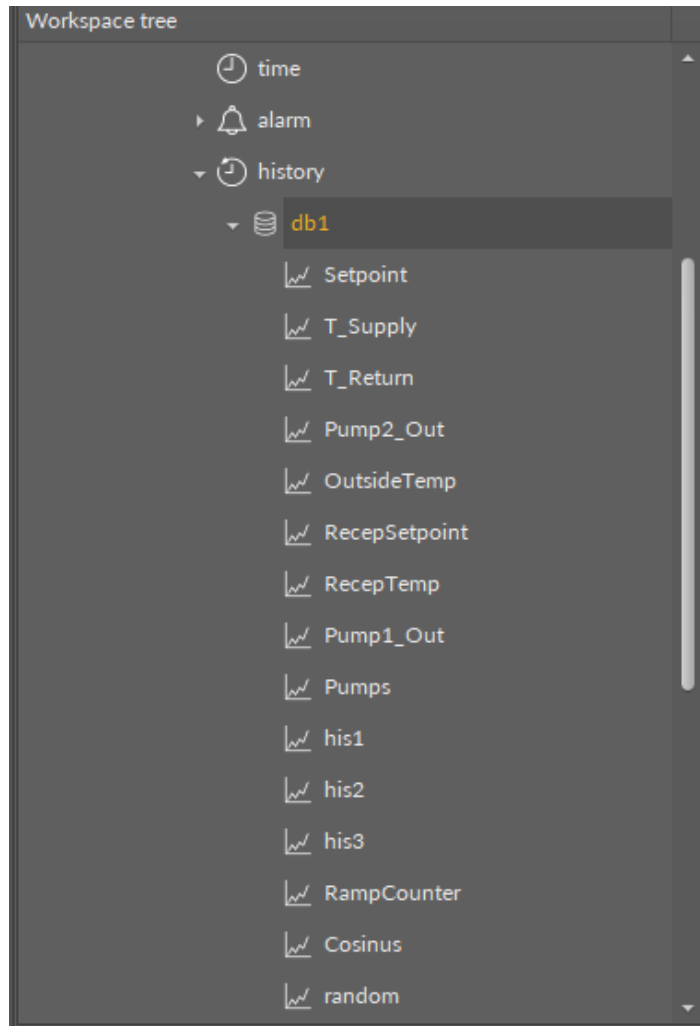 Workspace tree
time
alarm
history
db1
Setpoint
T_Supply
T_Return
Pump2_Out
OutsideTemp
RecepSetpoint
RecepTemp
Pump1_Out
Pumps
his1
his2
his3
RampCounter
Cosinus
random